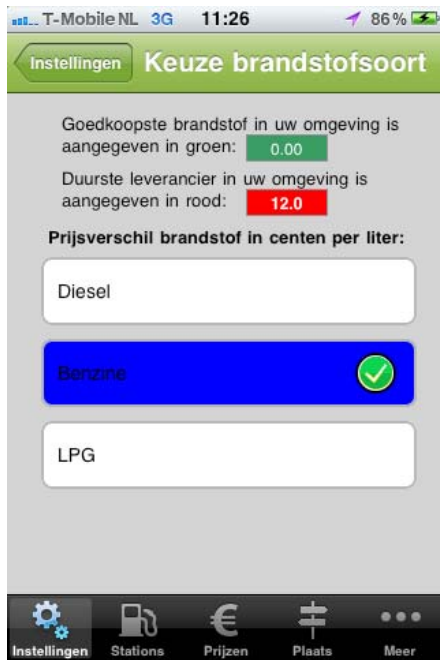 T-Mobile NL 3G 11:26 86%
Instellingen Keuze brandstofsoort
Goedkoopste brandstof in uw omgeving is
aangegeven in groen: 0.00
Duurste leverancier in uw omgeving is
aangegeven in rood: 12.0
Prijsverschil brandstof in centen per liter:
Diesel
Benzine
LPG
Instellingen Stations Prijzen Plaats Meer